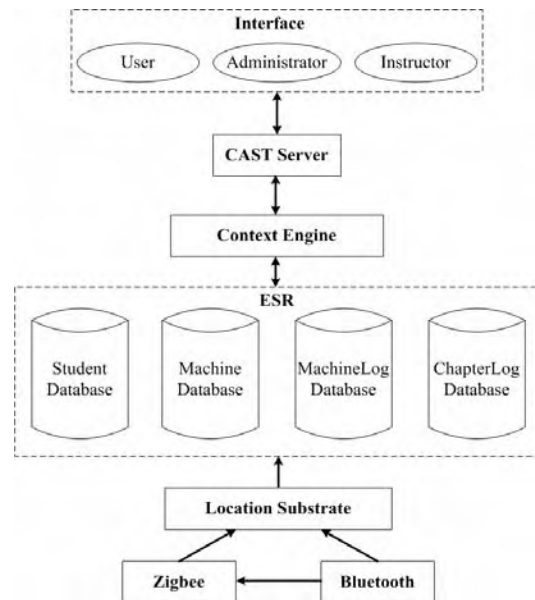 Interface
User Administrator Instructor
CAST Server
Context Engine
ESR
Student Machine MachineLog ChapterLog
Database Database Database Database
Location Substrate
Zigbee Bluetooth